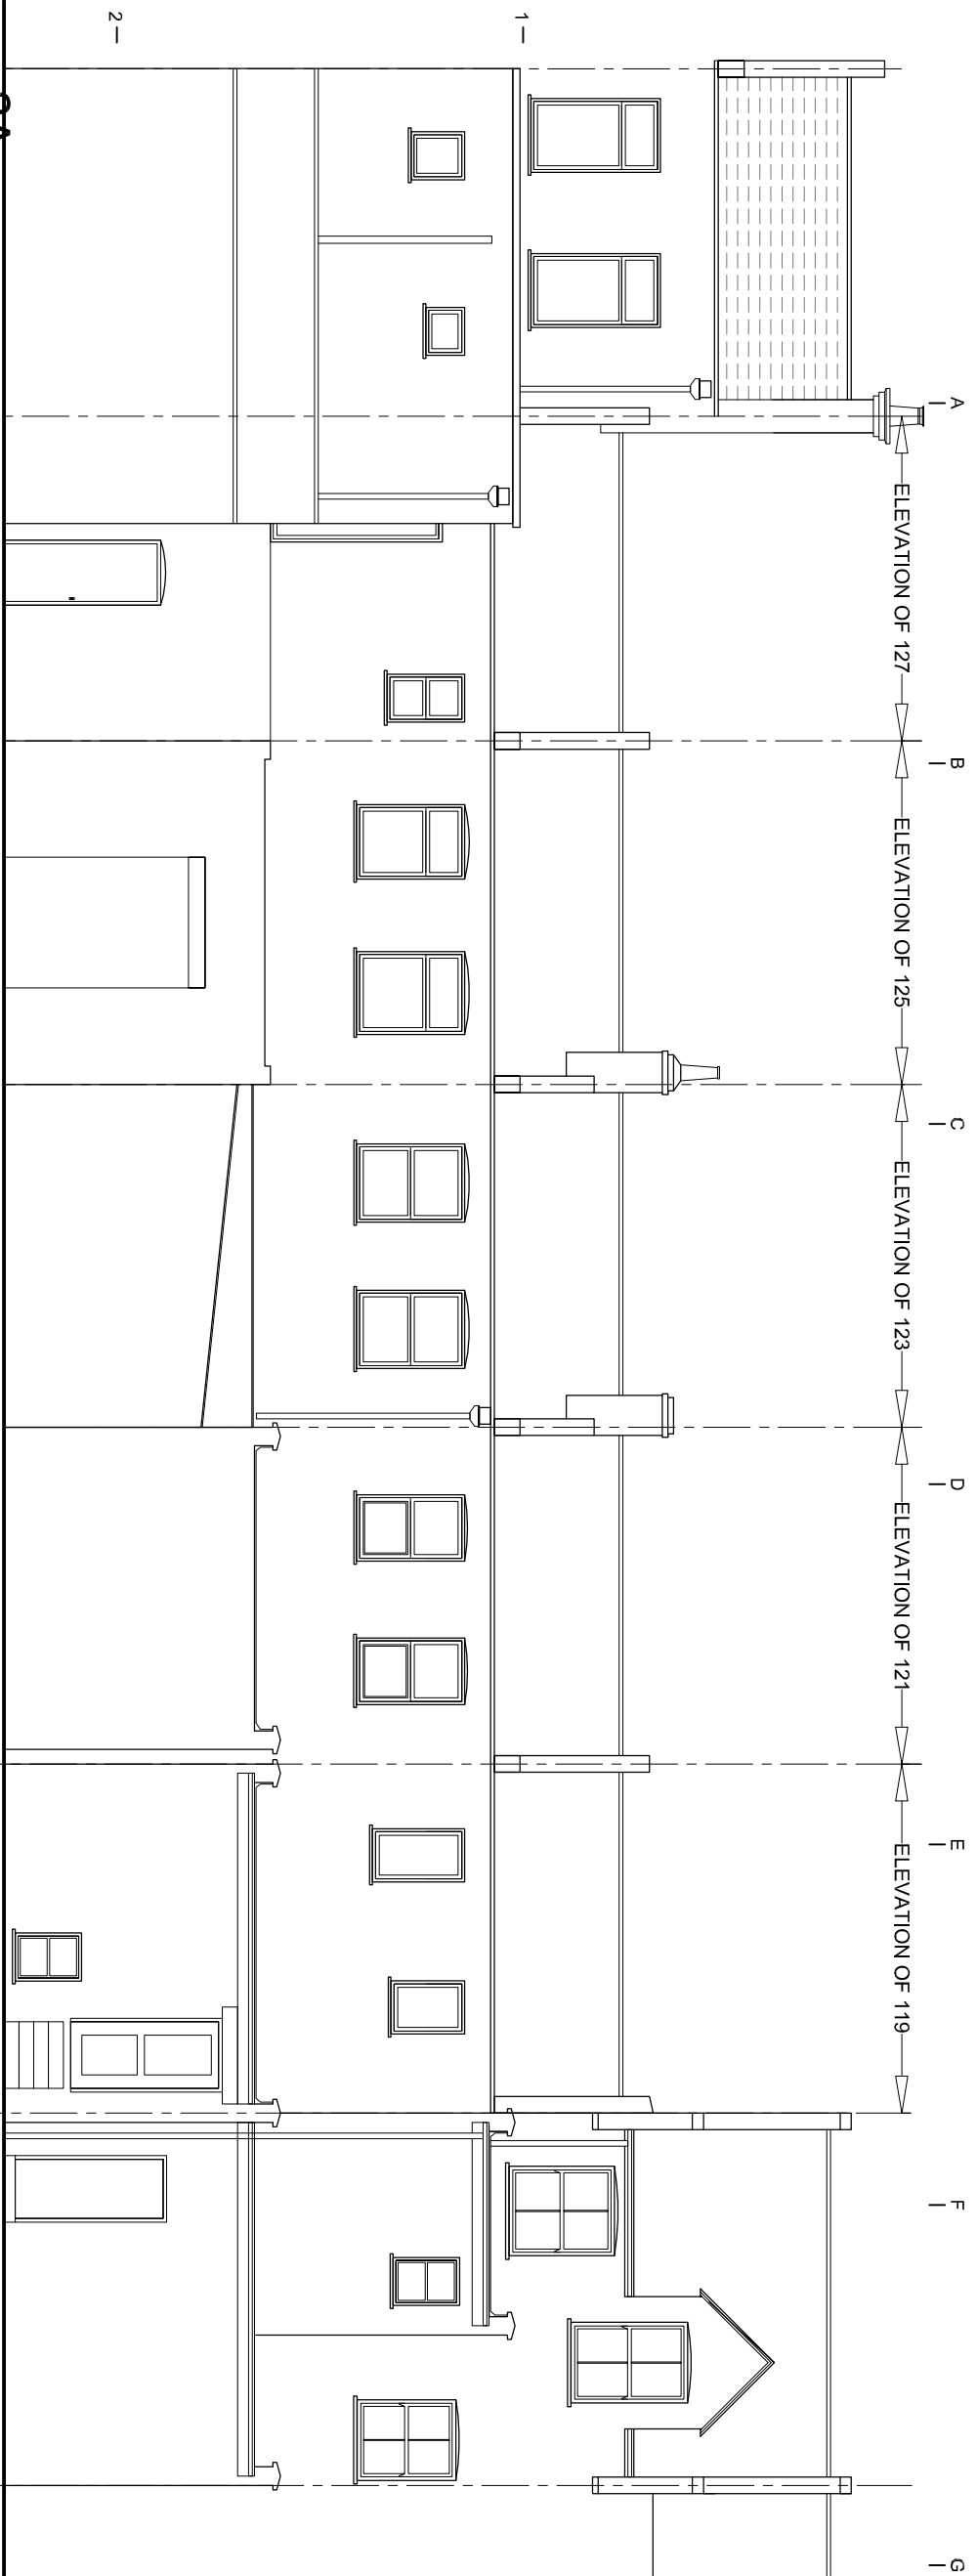 A
B
C
D
E
F
G
ELEVATION OF 127
ELEVATION OF 125
ELEVATION OF 123
ELEVATION OF 121
ELEVATION OF 119
1
2